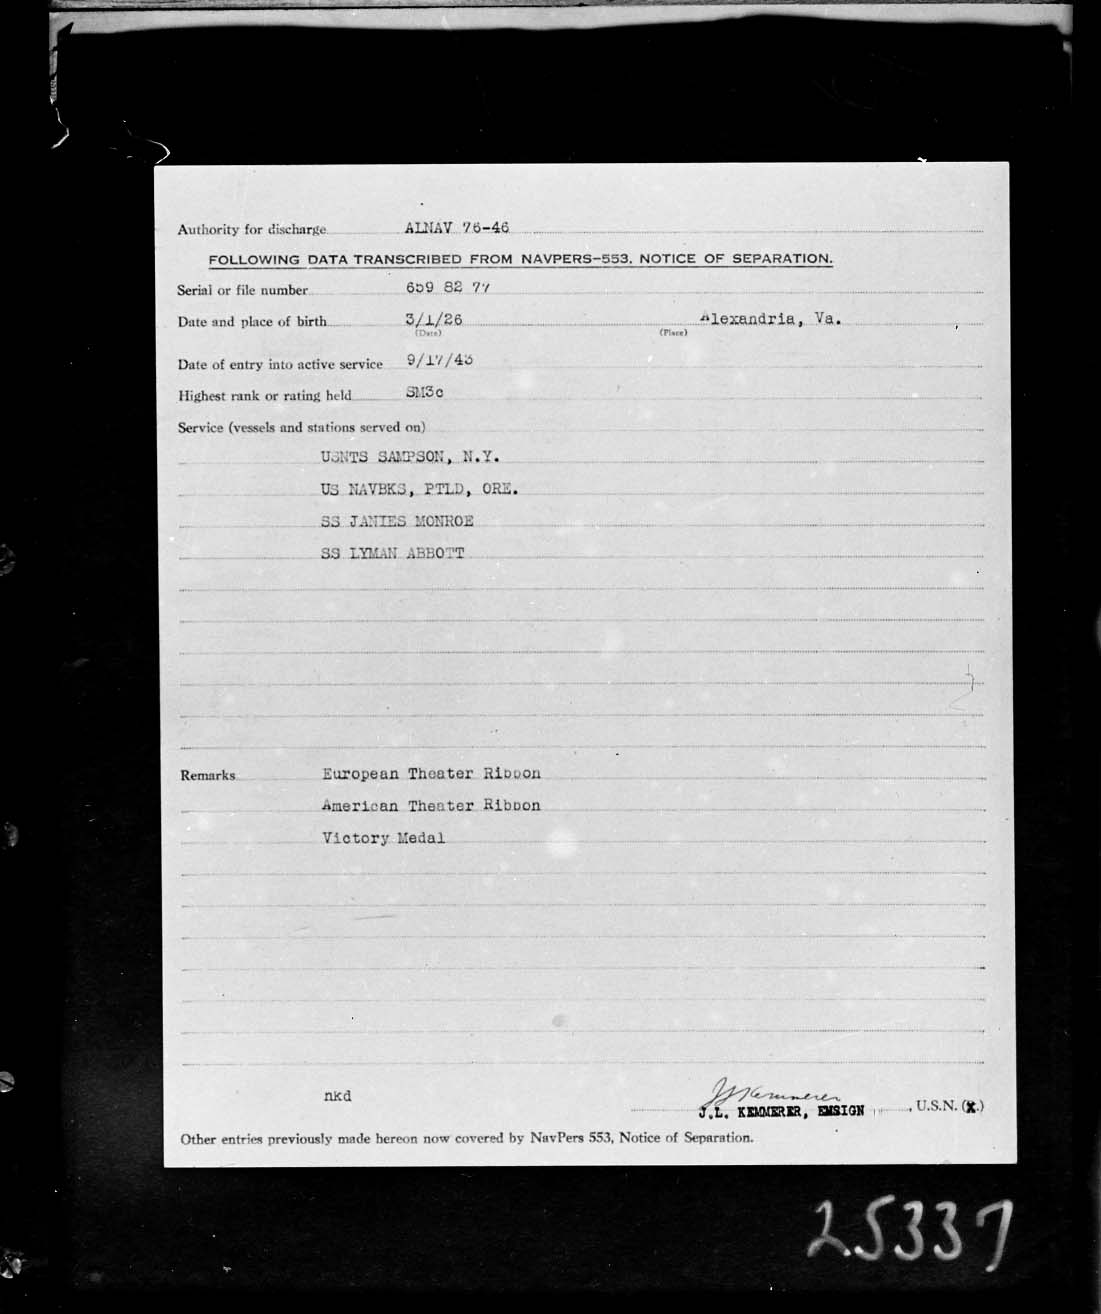 Authority for discharge ALNAV 76-46
FOLLOWING DATA TRANSCRIBED FROM NAVPERS-553, NOTICE OF SEPARATION.
Serial or file number 659 82 77
Date and place of birth 3/1/26 Alexandria, Va.
(Date) (Place)
Date of entry into active service 9/17/43
Highest rank or rating held SM3c
Service (vessels and stations served on)
USNTS SAMPSON, N.Y.
US NAVBKS, PTLD, ORE.
SS JANIES MONROE
SS LYMAN ABBOTT
Remarks European Theater Ribbon
American Theater Ribbon
Victory Medal
nkd
J L Kemmerer
J.L. KEMMERER, ENSIGN , U.S.N. (X)
Other entries previously made hereon now covered by NavPers 553, Notice of Separation.
25337